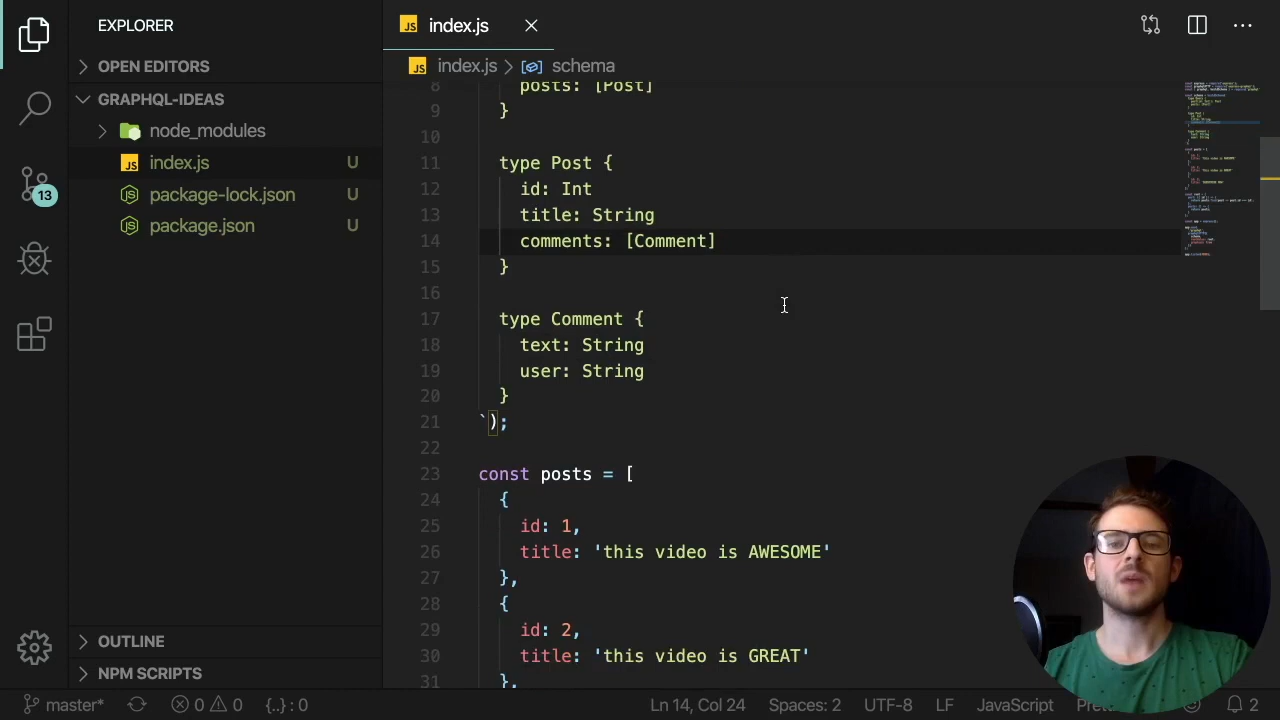 EXPLORER
OPEN EDITORS
GRAPHQL-IDEAS
node_modules
JS index.js U
package-lock.json U
package.json U
13
OUTLINE
NPM SCRIPTS
JS index.js
JS index.js > schema
8 posts: [Post]
9 }
10
11 type Post {
12 id: Int
13 title: String
14 comments: [Comment]
15 }
16
17 type Comment {
18 text: String
19 user: String
20 }
21 `);
22
23 const posts = [
24 {
25 id: 1,
26 title: 'this video is AWESOME'
27 },
28 {
29 id: 2,
30 title: 'this video is GREAT'
31 },
master* 0 0 {..} : 0 Ln 14, Col 24 Spaces: 2 UTF-8 LF JavaScript 2